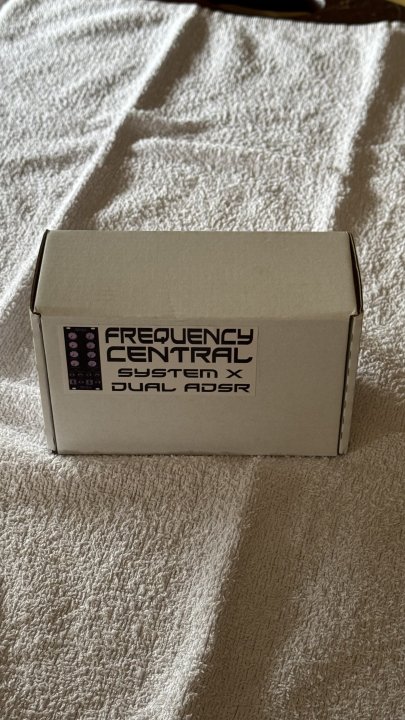 FREQUENCY
CENTRAL
SYSTEM X
DUAL ADSR